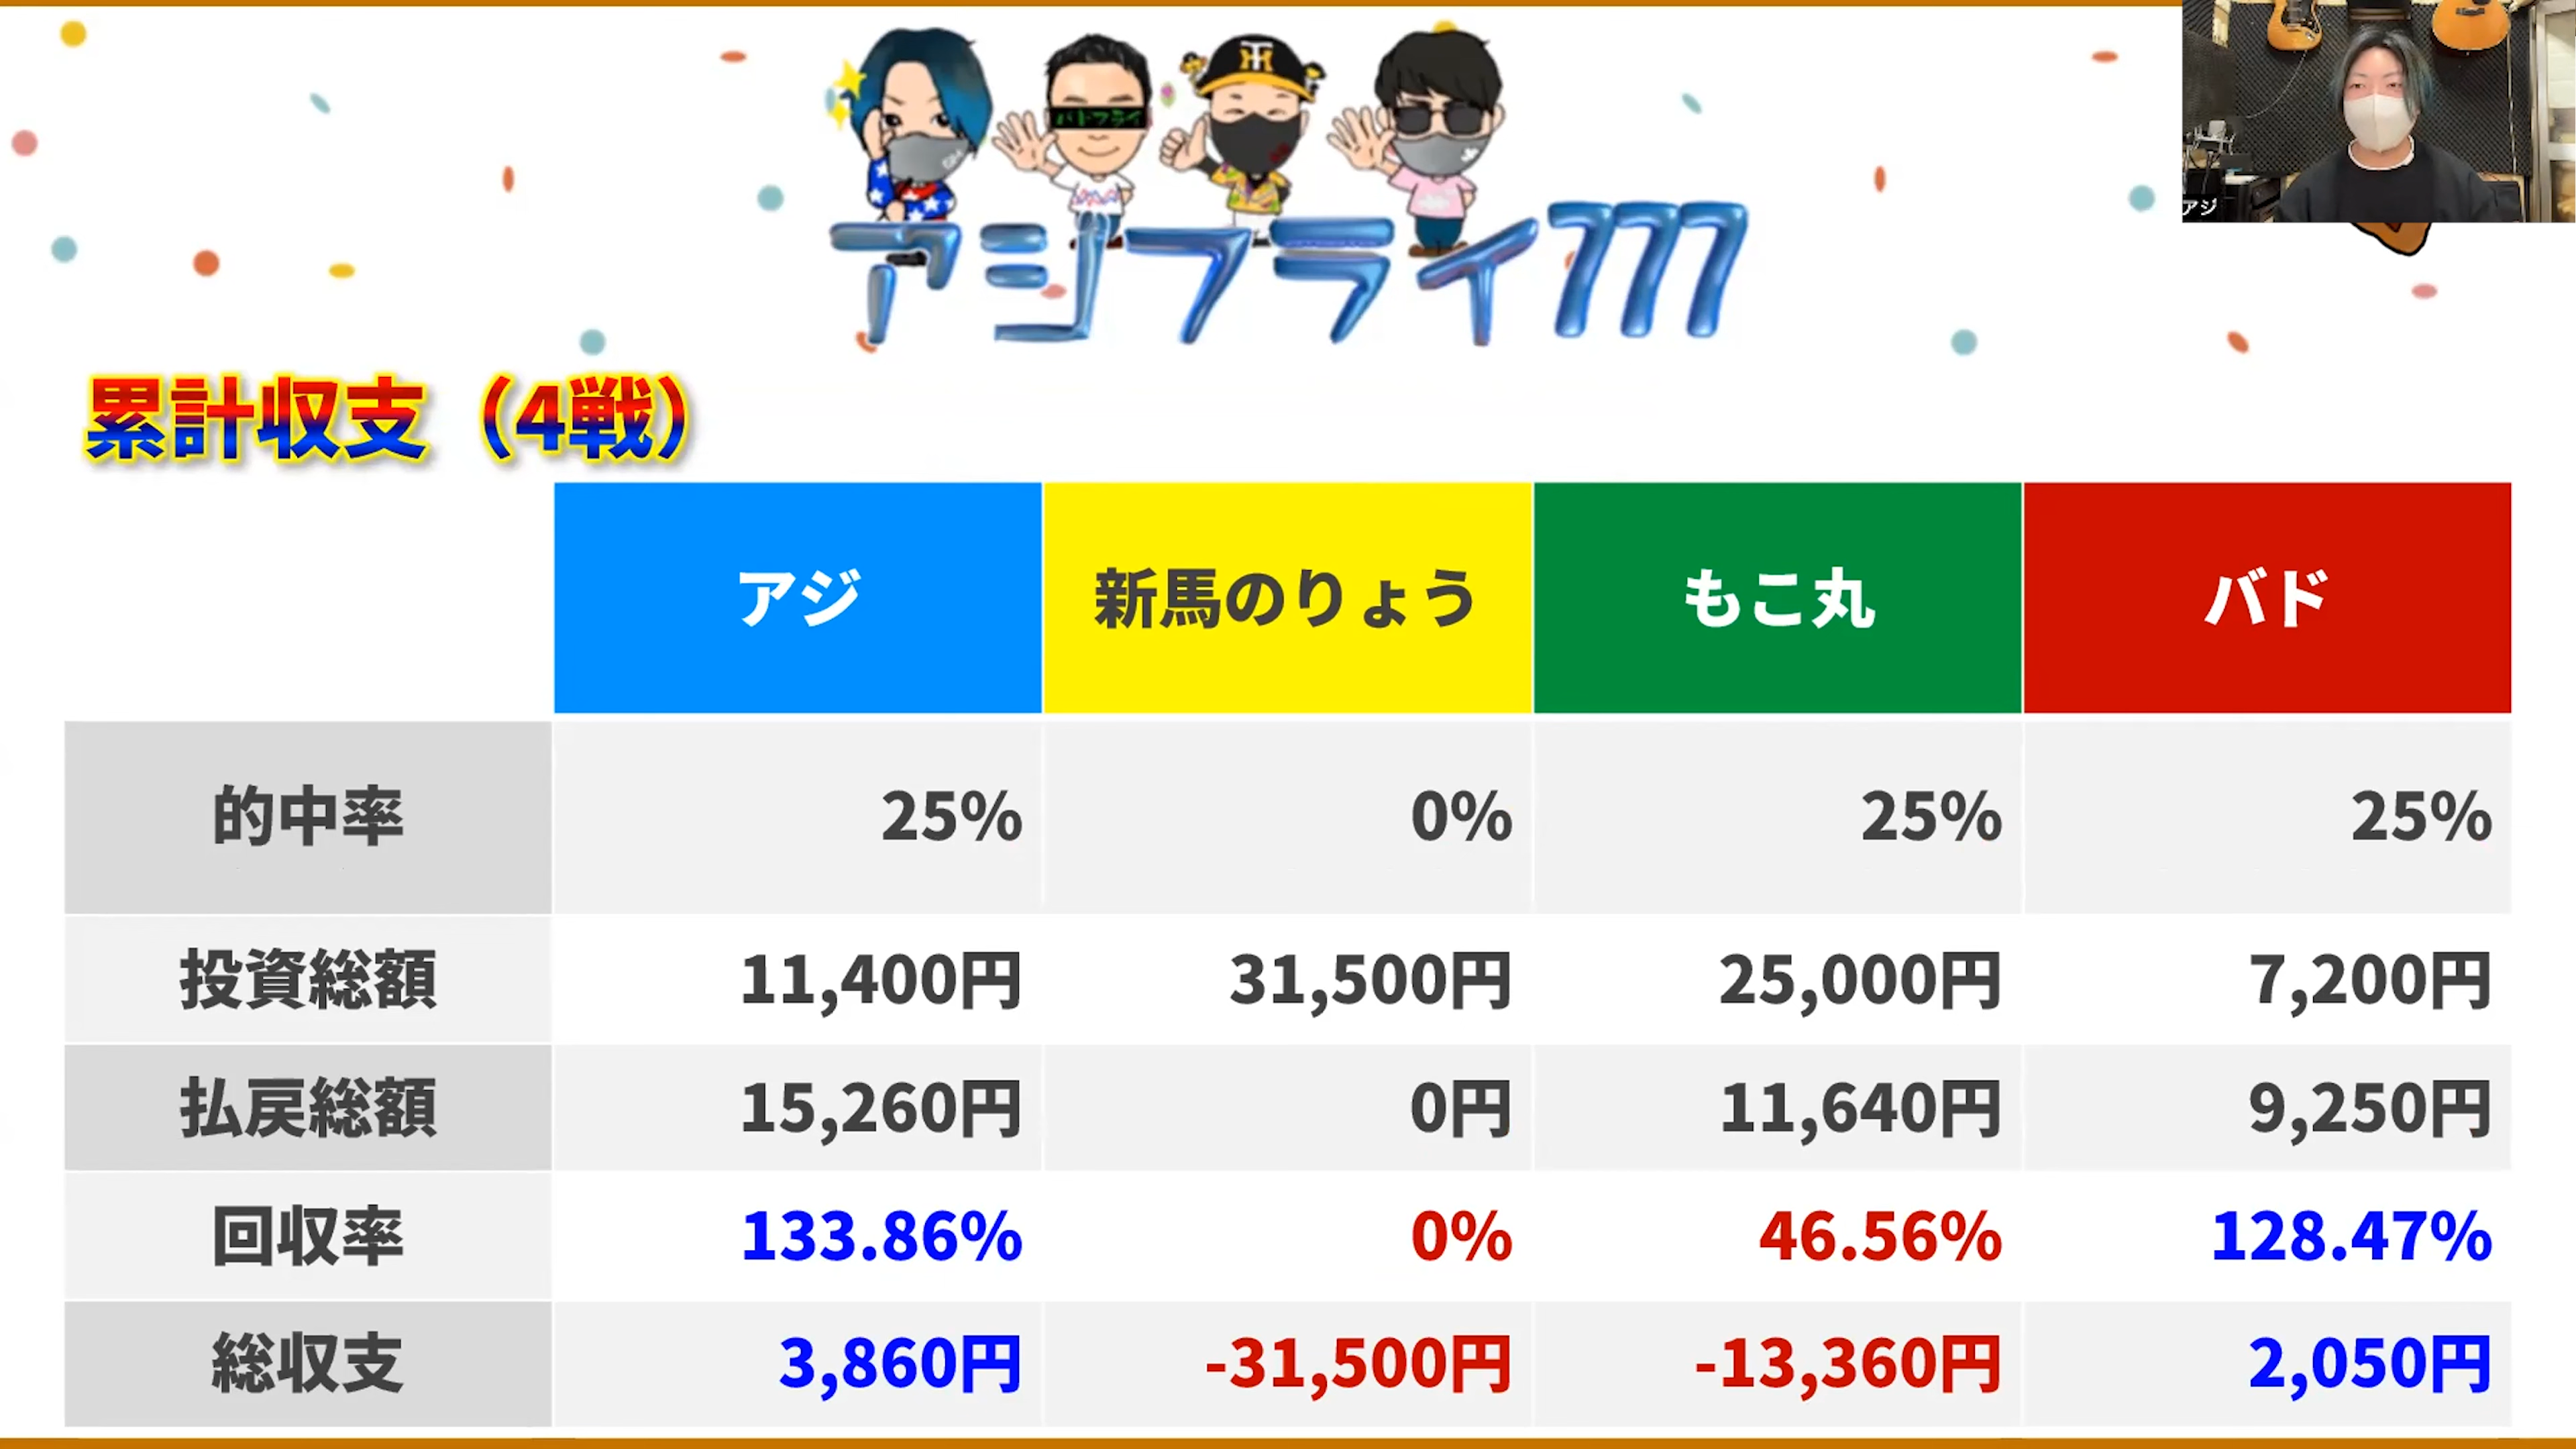 バドフライ
アジフライ777
アジ
累計収支（4戦）
アジ 新馬のりょう もこ丸 バド
的中率 25% 0% 25% 25%
投資総額 11,400円 31,500円 25,000円 7,200円
払戻総額 15,260円 0円 11,640円 9,250円
回収率 133.86% 0% 46.56% 128.47%
総収支 3,860円 -31,500円 -13,360円 2,050円